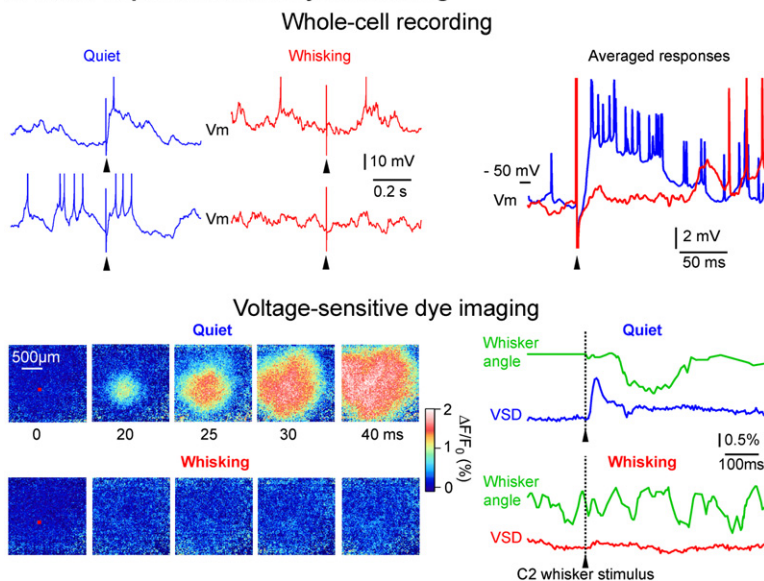 Whole-cell recording
Quiet
Whisking
Averaged responses
Vm
10 mV
0.2 s
Vm
- 50 mV
Vm
2 mV
50 ms
Voltage-sensitive dye imaging
Quiet
500µm
0
20
25
30
40 ms
2
1
0
ΔF/F0 (%)
Whisking
Quiet
Whisker
angle
VSD
0.5%
100ms
Whisking
Whisker
angle
VSD
C2 whisker stimulus